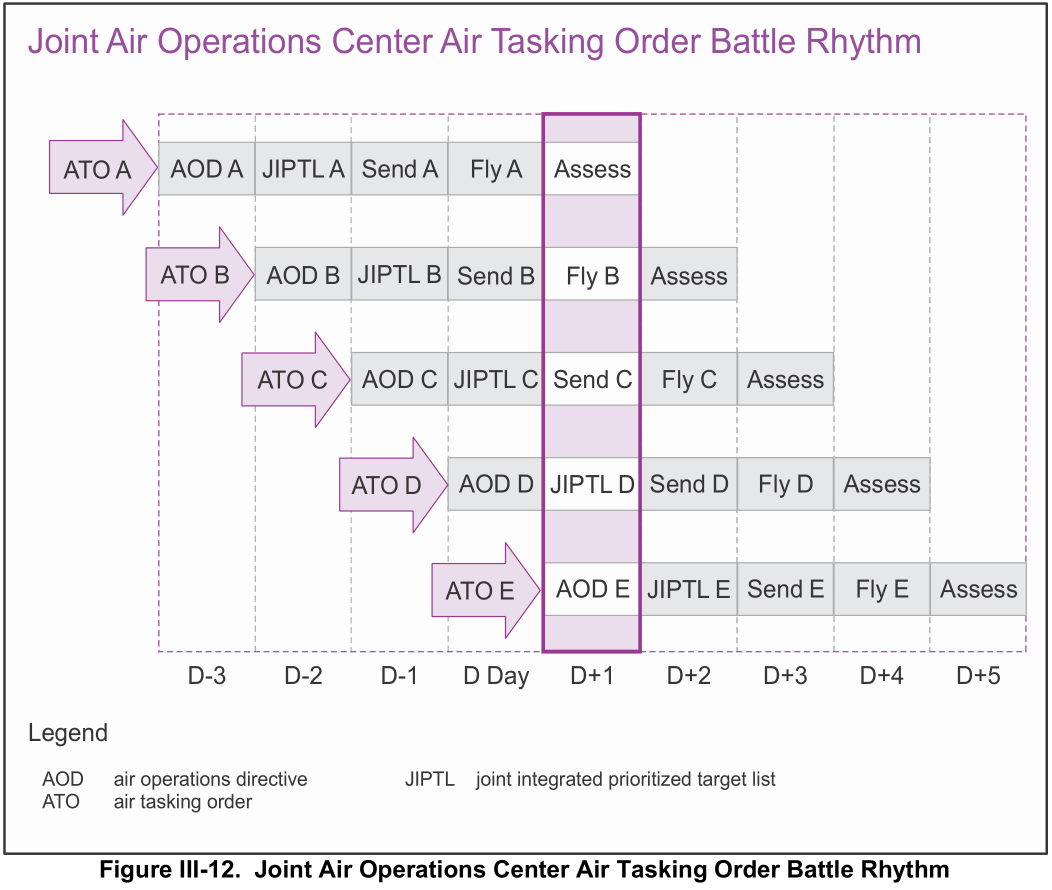 Joint Air Operations Center Air Tasking Order Battle Rhythm
ATO A AOD A JIPTL A Send A Fly A Assess
ATO B AOD B JIPTL B Send B Fly B Assess
ATO C AOD C JIPTL C Send C Fly C Assess
ATO D AOD D JIPTL D Send D Fly D Assess
ATO E AOD E JIPTL E Send E Fly E Assess
D-3 D-2 D-1 D Day D+1 D+2 D+3 D+4 D+5
Legend
AOD air operations directive JIPTL joint integrated prioritized target list
ATO air tasking order
Figure III-12. Joint Air Operations Center Air Tasking Order Battle Rhythm